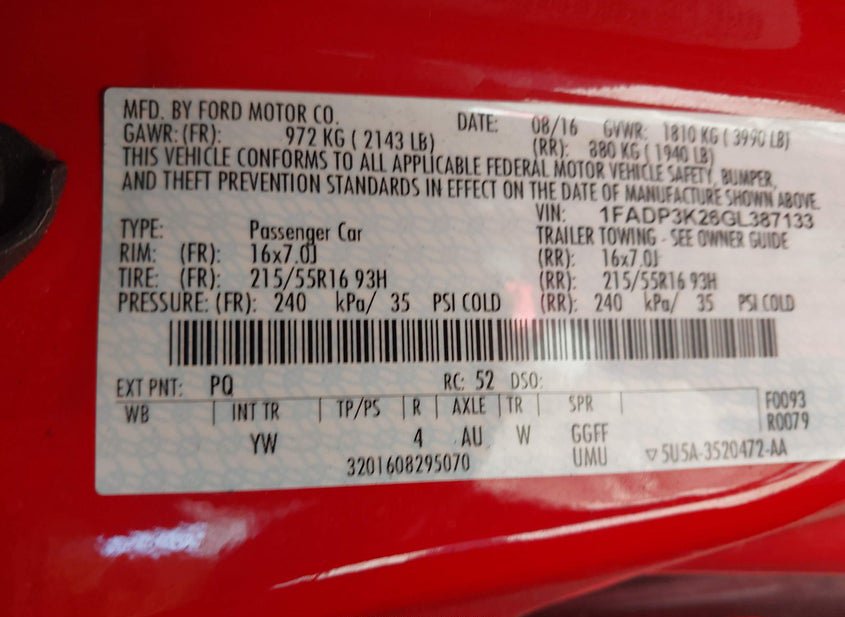 MFD. BY FORD MOTOR CO. DATE: 08/16 GVWR: 1810 KG ( 3990 LB)
GAWR: (FR): 972 KG ( 2143 LB) (RR): 880 KG ( 1940 LB)
THIS VEHICLE CONFORMS TO ALL APPLICABLE FEDERAL MOTOR VEHICLE SAFETY, BUMPER,
AND THEFT PREVENTION STANDARDS IN EFFECT ON THE DATE OF MANUFACTURE SHOWN ABOVE.
VIN: 1FADP3K26GL387133
TYPE: Passenger Car TRAILER TOWING - SEE OWNER GUIDE
RIM: (FR): 16x7.0J (RR): 16x7.0J
TIRE: (FR): 215/55R16 93H (RR): 215/55R16 93H
PRESSURE: (FR): 240 kPa/ 35 PSI COLD (RR): 240 kPa/ 35 PSI COLD
EXT PNT: PQ RC: 52 DSO:
WB INT TR TP/PS R AXLE TR SPR F0093
R0079
YW 4 AU W GGFF
UMU ▽5U5A-3520472-AA
3201608295070